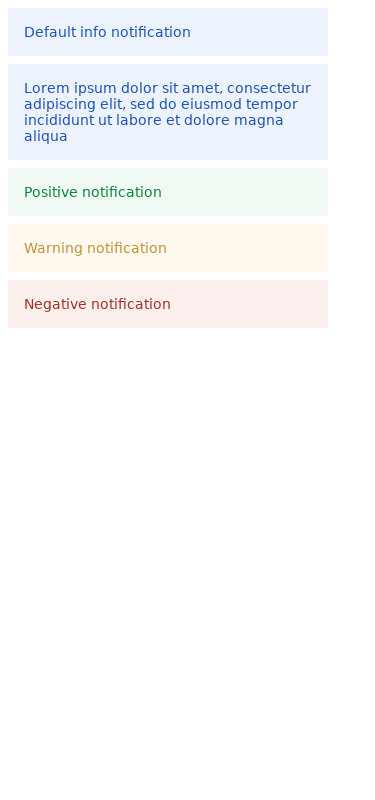 Default info notification
Lorem ipsum dolor sit amet, consectetur
adipiscing elit, sed do eiusmod tempor
incididunt ut labore et dolore magna
aliqua
Positive notification
Warning notification
Negative notification